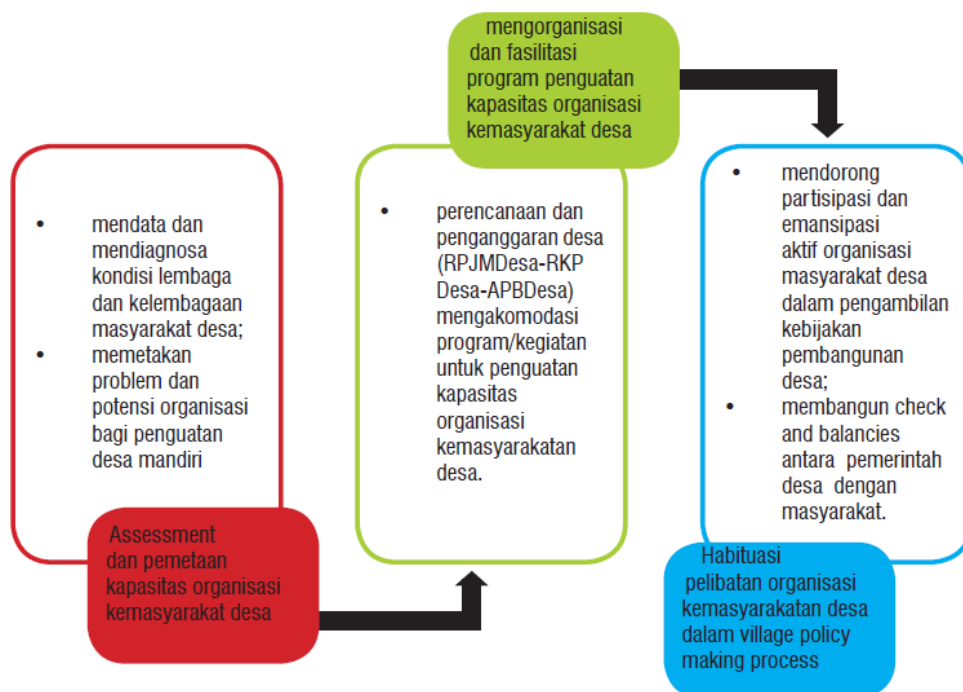 • mendata dan
mendiagnosa
kondisi lembaga
dan kelembagaan
masyarakat desa;
• memetakan
problem dan
potensi organisasi
bagi penguatan
desa mandiri
Assessment
dan pemetaan
kapasitas organisasi
kemasyarakat desa
mengorganisasi
dan fasilitasi
program penguatan
kapasitas organisasi
kemasyarakat desa
• perencanaan dan
penganggaran desa
(RPJMDesa-RKP
Desa-APBDesa)
mengakomodasi
program/kegiatan
untuk penguatan
kapasitas
organisasi
kemasyarakatan
desa.
• mendorong
partisipasi dan
emansipasi
aktif organisasi
masyarakat desa
dalam pengambilan
kebijakan
pembangunan
desa;
• membangun check
and balancies
antara pemerintah
desa dengan
masyarakat.
Habituasi
pelibatan organisasi
kemasyarakatan desa
dalam village policy
making process